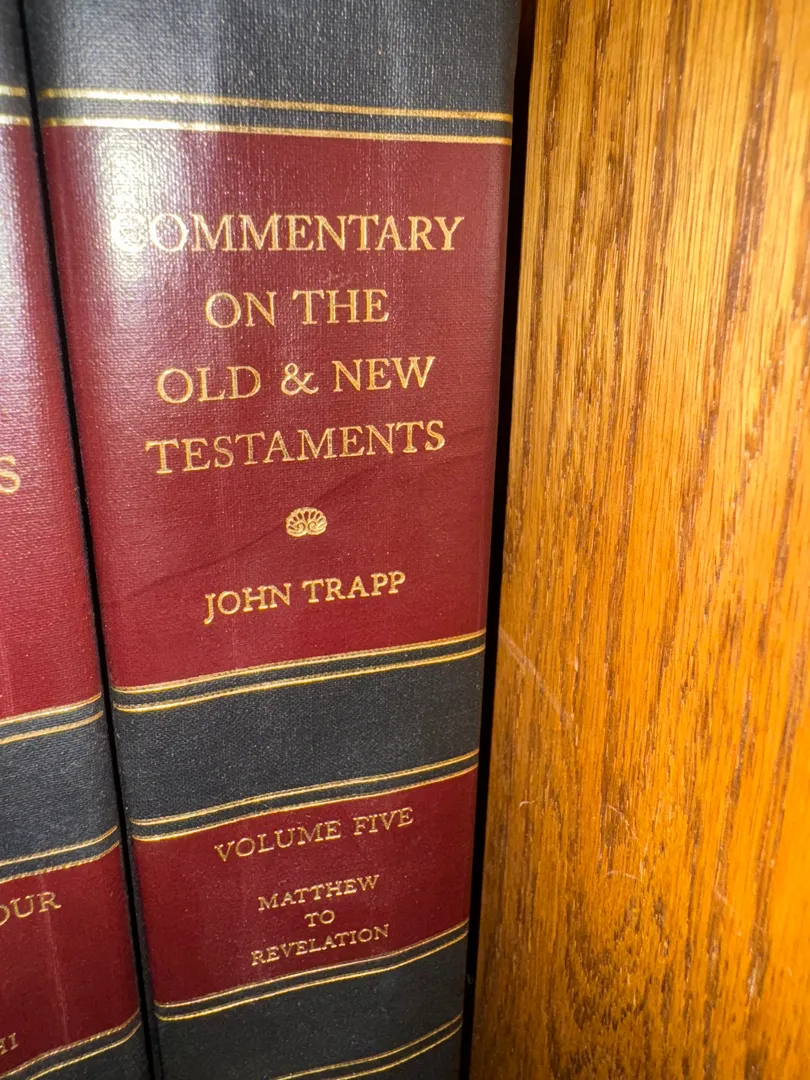 COMMENTARY
ON THE
OLD & NEW
TESTAMENTS
JOHN TRAPP
VOLUME FIVE
MATTHEW
TO
REVELATION